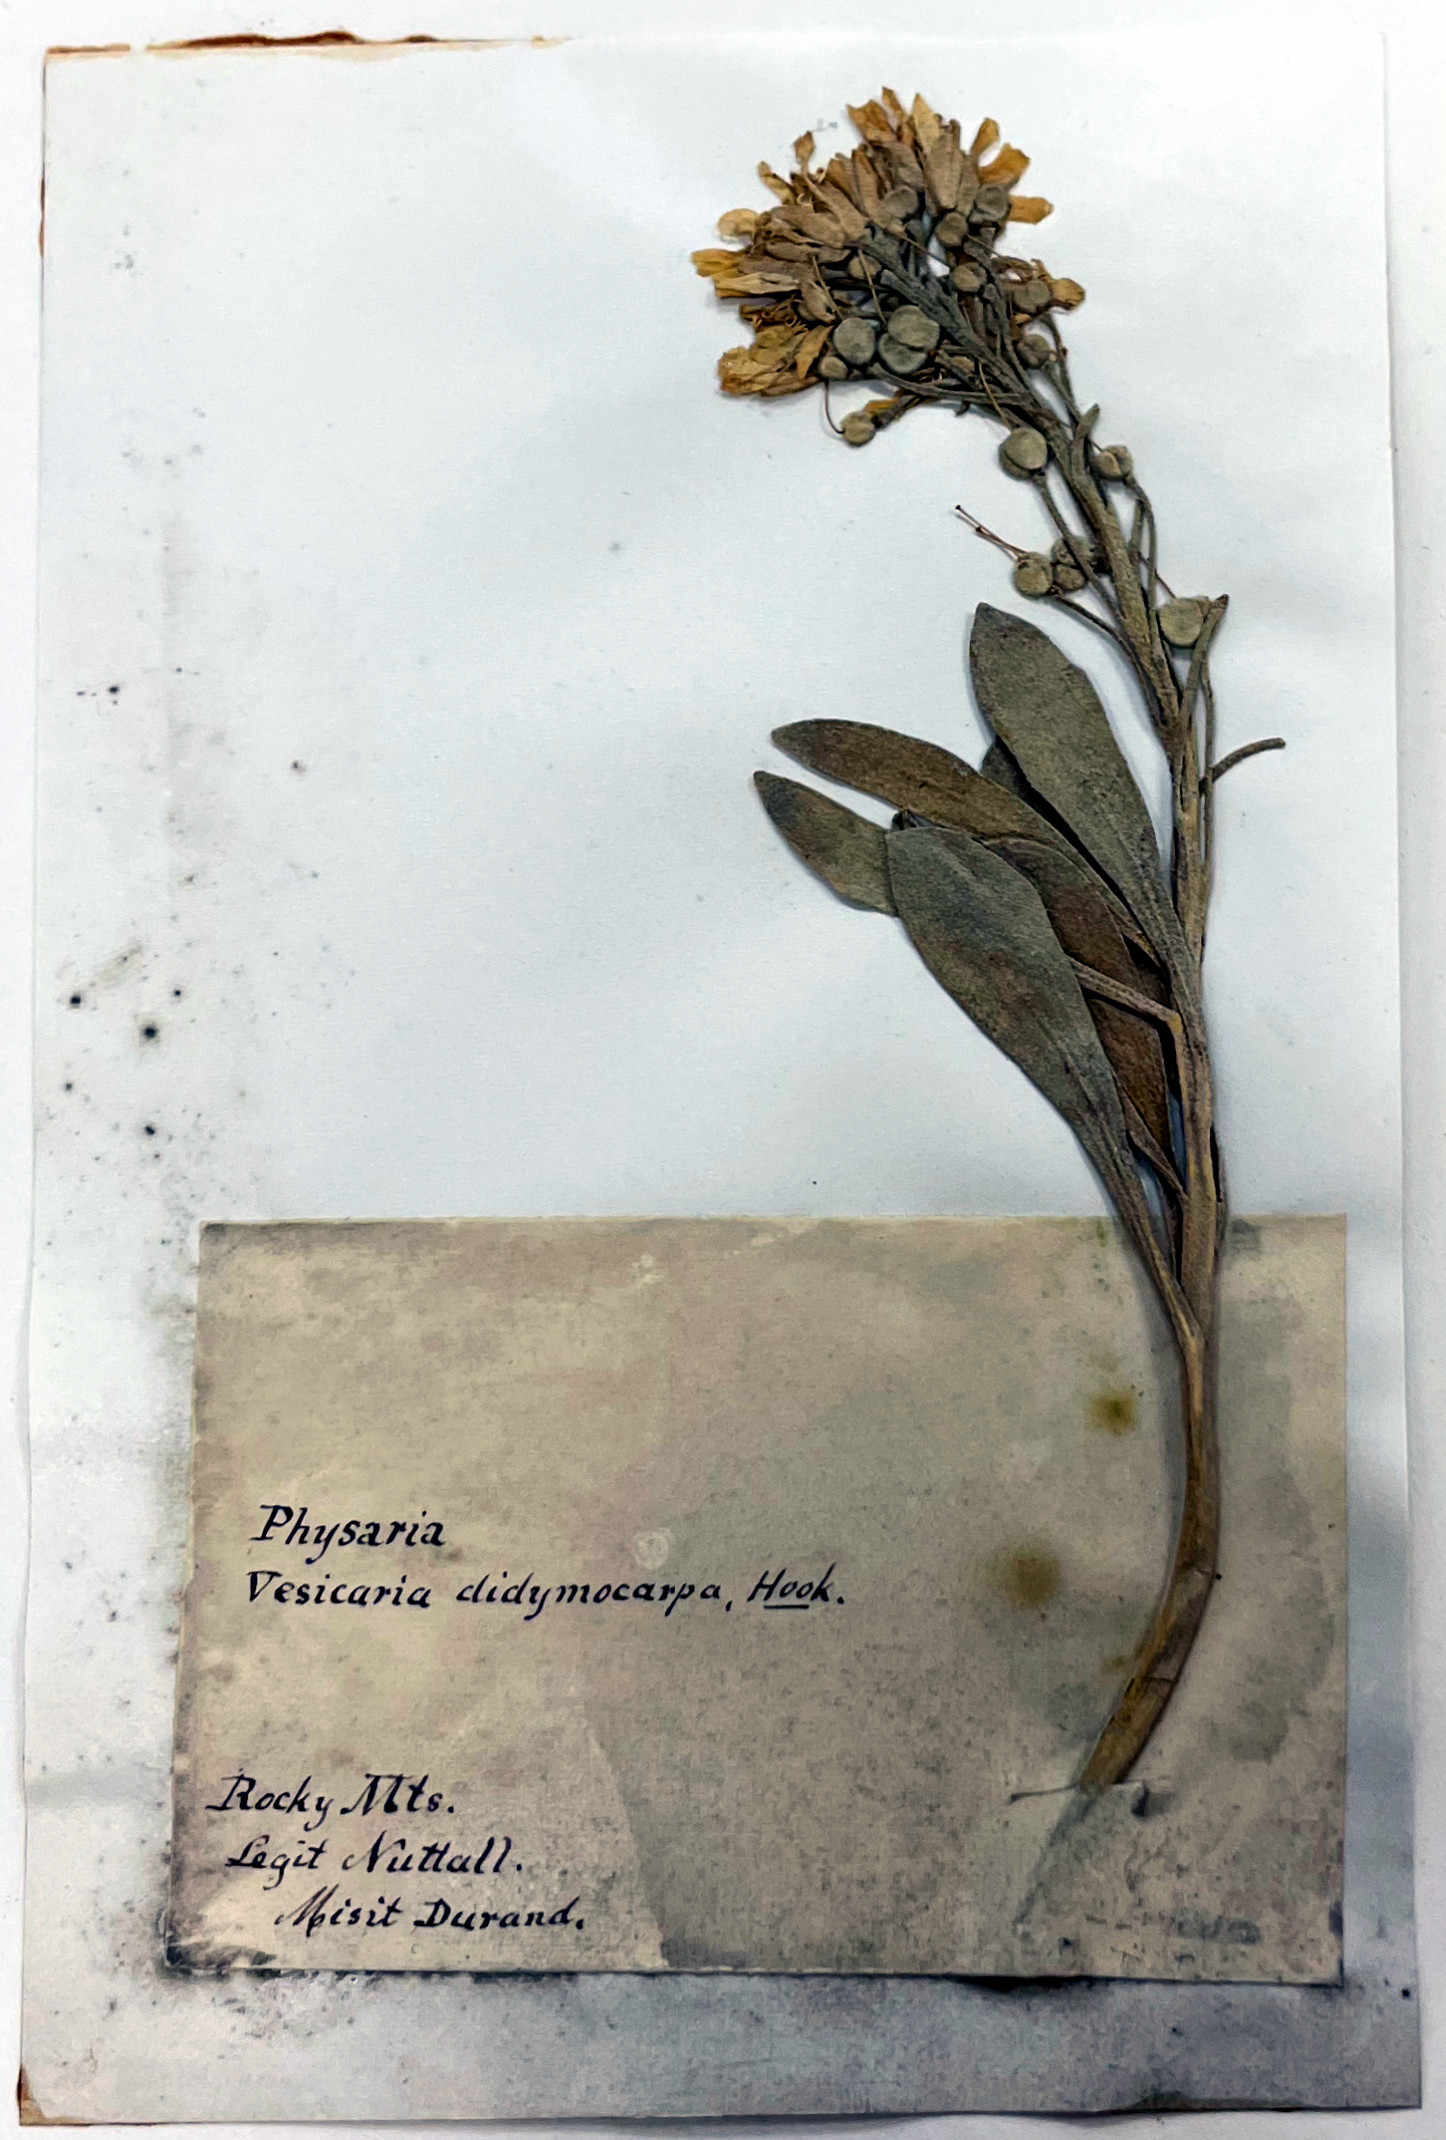 Physaria
Vesicaria didymocarpa, Hook.
Rocky Mts.
Legit Nuttall.
Misit Durand.